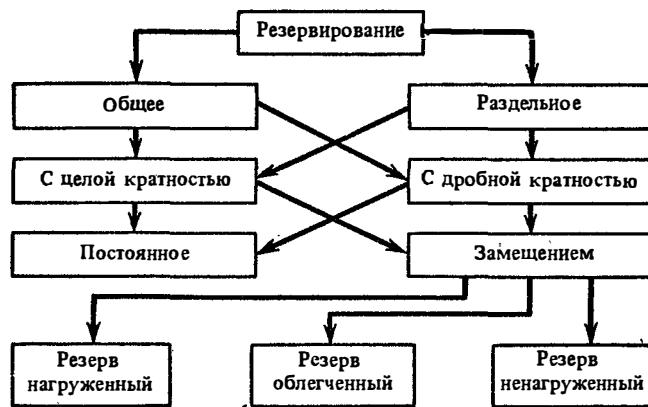 Резервирование
Общее
Раздельное
С целой кратностью
С дробной кратностью
Постоянное
Замещением
Резерв
нагруженный
Резерв
облегченный
Резерв
ненагруженный